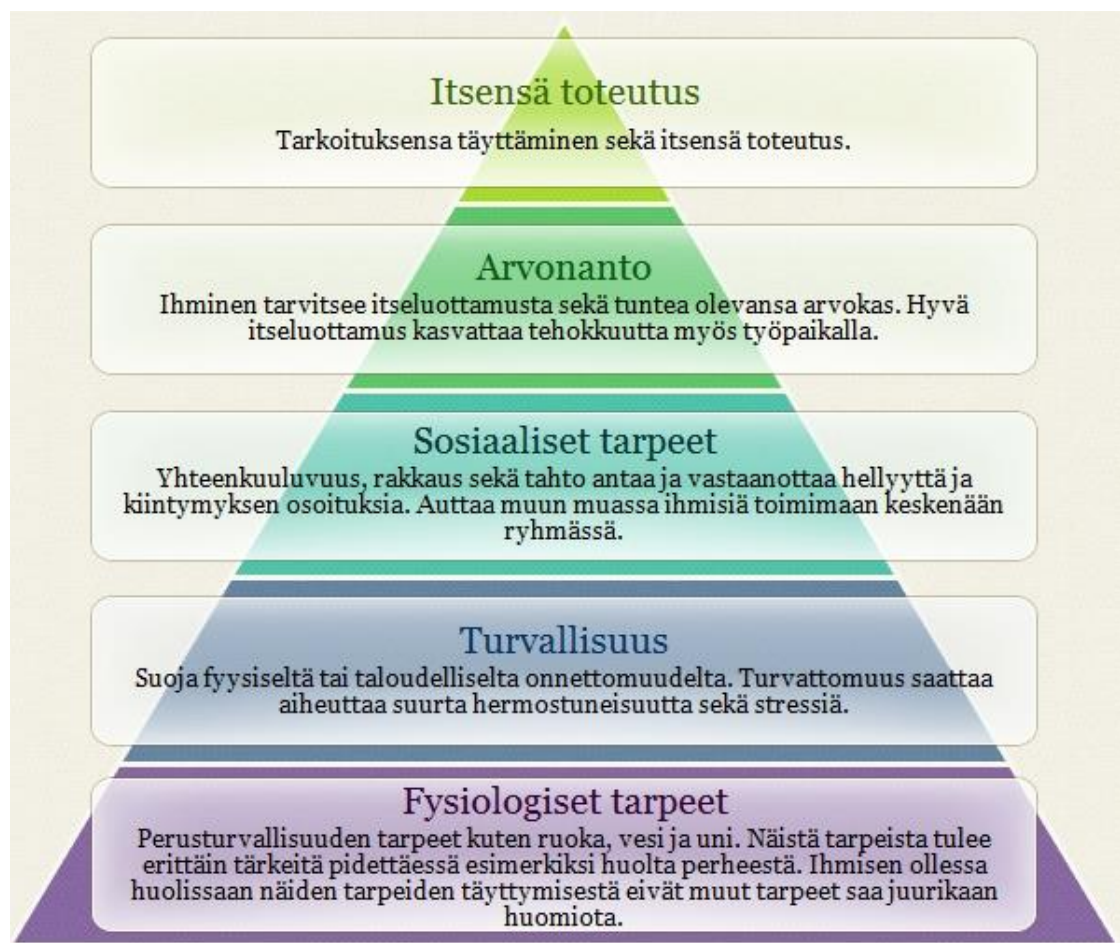 Itsensä toteutus
Tarkoituksensa täyttäminen sekä itsensä toteutus.
Arvonanto
Ihminen tarvitsee itseluottamusta sekä tuntea olevansa arvokas. Hyvä
itseluottamus kasvattaa tehokkuutta myös työpaikalla.
Sosiaaliset tarpeet
Yhteenkuuluvuus, rakkaus sekä tahto antaa ja vastaanottaa hellyyttä ja
kiintymyksen osoituksia. Auttaa muun muassa ihmisiä toimimaan keskenään
ryhmässä.
Turvallisuus
Suoja fyysiseltä tai taloudelliselta onnettomuudelta. Turvattomuus saattaa
aiheuttaa suurta hermostuneisuutta sekä stressiä.
Fysiologiset tarpeet
Perusturvallisuuden tarpeet kuten ruoka, vesi ja uni. Näistä tarpeista tulee
erittäin tärkeitä pidettäessä esimerkiksi huolta perheestä. Ihmisen ollessa
huolissaan näiden tarpeiden täyttymisestä eivät muut tarpeet saa juurikaan
huomiota.